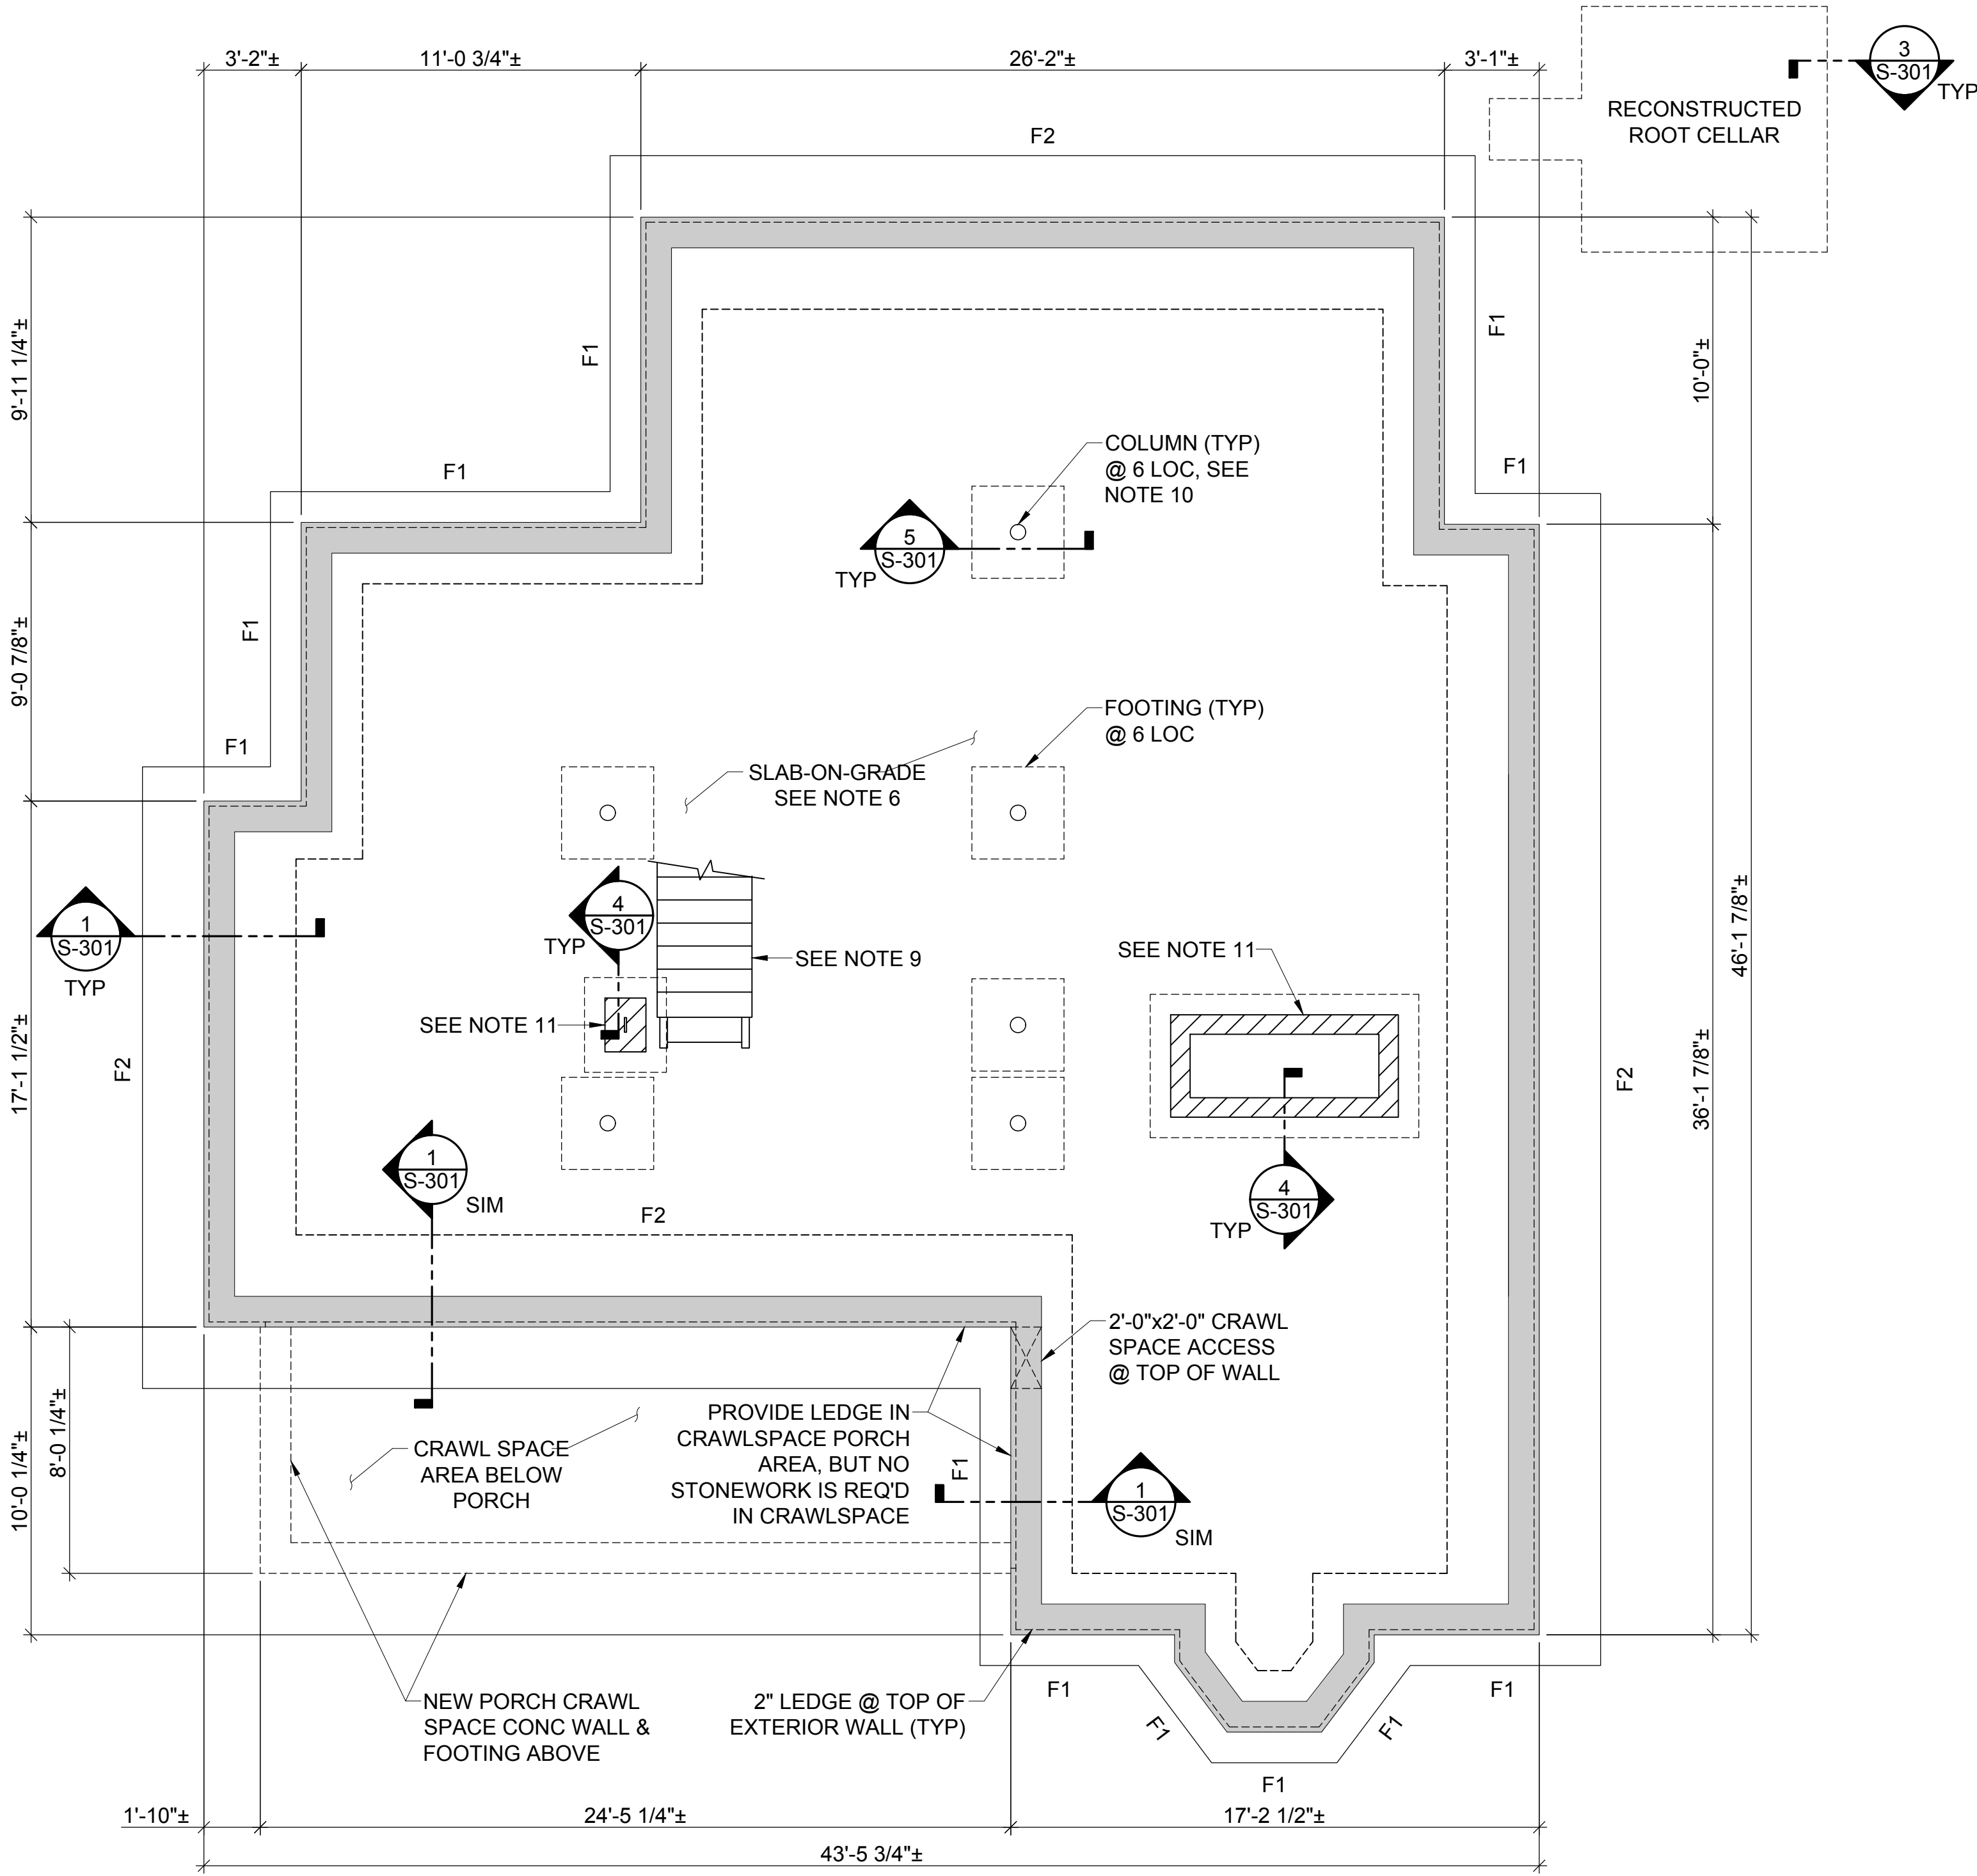 3'-2"±
11'-0 3/4"±
26'-2"±
3'-1"±
3
S-301
TYP
RECONSTRUCTED
ROOT CELLAR
F2
F1
F1
9'-11 1/4"±
10'-0"±
COLUMN (TYP)
@ 6 LOC, SEE
NOTE 10
F1
F1
5
S-301
TYP
F1
9'-0 7/8"±
FOOTING (TYP)
@ 6 LOC
F1
SLAB-ON-GRADE
SEE NOTE 6
1
S-301
TYP
4
S-301
TYP
SEE NOTE 9
SEE NOTE 11
46'-1 7/8"±
SEE NOTE 11
17'-1 1/2"±
F2
F2
36'-1 7/8"±
1
S-301
SIM
F2
4
S-301
TYP
2'-0"x2'-0" CRAWL
SPACE ACCESS
@ TOP OF WALL
PROVIDE LEDGE IN
CRAWLSPACE PORCH
AREA, BUT NO
STONEWORK IS REQ'D
IN CRAWLSPACE
8'-0 1/4"±
10'-0 1/4"±
CRAWL SPACE
AREA BELOW
PORCH
F1
1
S-301
SIM
NEW PORCH CRAWL
SPACE CONC WALL &
FOOTING ABOVE
2" LEDGE @ TOP OF
EXTERIOR WALL (TYP)
F1
F1
F1
F1
F1
1'-10"±
24'-5 1/4"±
17'-2 1/2"±
43'-5 3/4"±